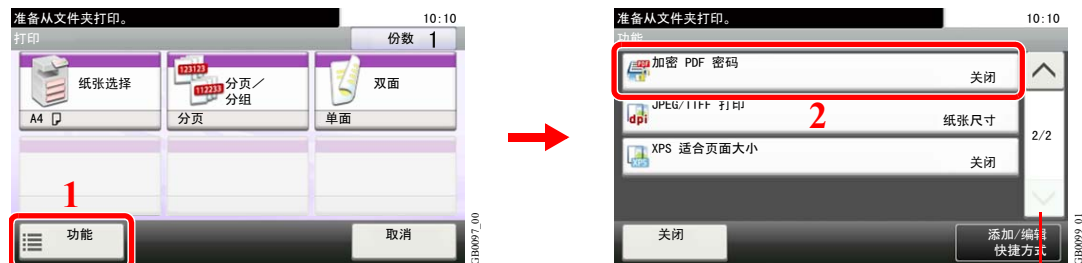 准备从文件夹打印。
10:10
打印
份数 1
纸张选择
A4
123123
112233
分页/
分组
分页
双面
单面
1
功能
取消
GB0097_00
准备从文件夹打印。
10:10
功能
加密 PDF 密码
关闭
JPEG/TIFF 打印
2
dpi
纸张尺寸
XPS 适合页面大小
XPS
关闭
2/2
关闭
添加/编辑
快捷方式
GB0099_01